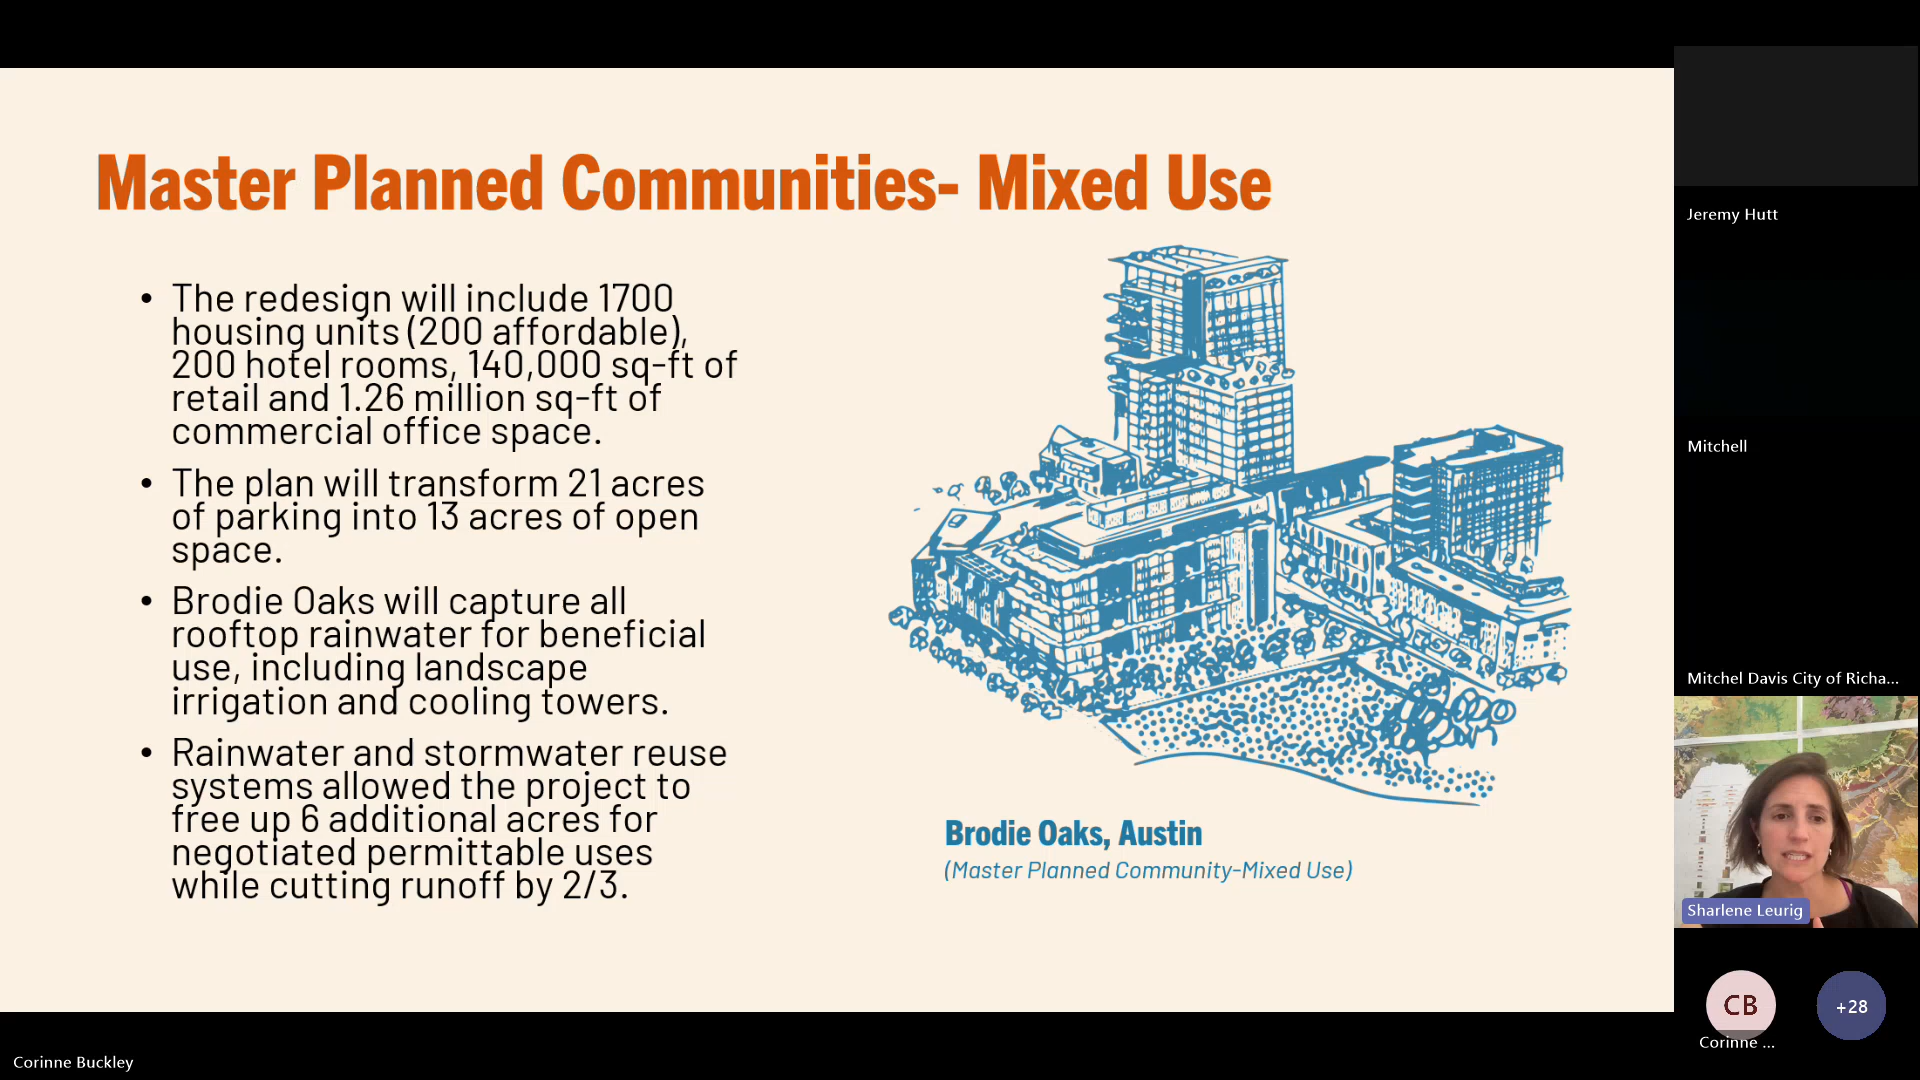 Master Planned Communities- Mixed Use
• The redesign will include 1700
housing units (200 affordable),
200 hotel rooms, 140,000 sq-ft of
retail and 1.26 million sq-ft of
commercial office space.
• The plan will transform 21 acres
of parking into 13 acres of open
space.
• Brodie Oaks will capture all
rooftop rainwater for beneficial
use, including landscape
irrigation and cooling towers.
• Rainwater and stormwater reuse
systems allowed the project to
free up 6 additional acres for
negotiated permittable uses
while cutting runoff by 2/3.
Brodie Oaks, Austin
(Master Planned Community-Mixed Use)
Jeremy Hutt
Mitchell
Mitchel Davis City of Richa...
Sharlene Leurig
CB
+28
Corinne ...
Corinne Buckley